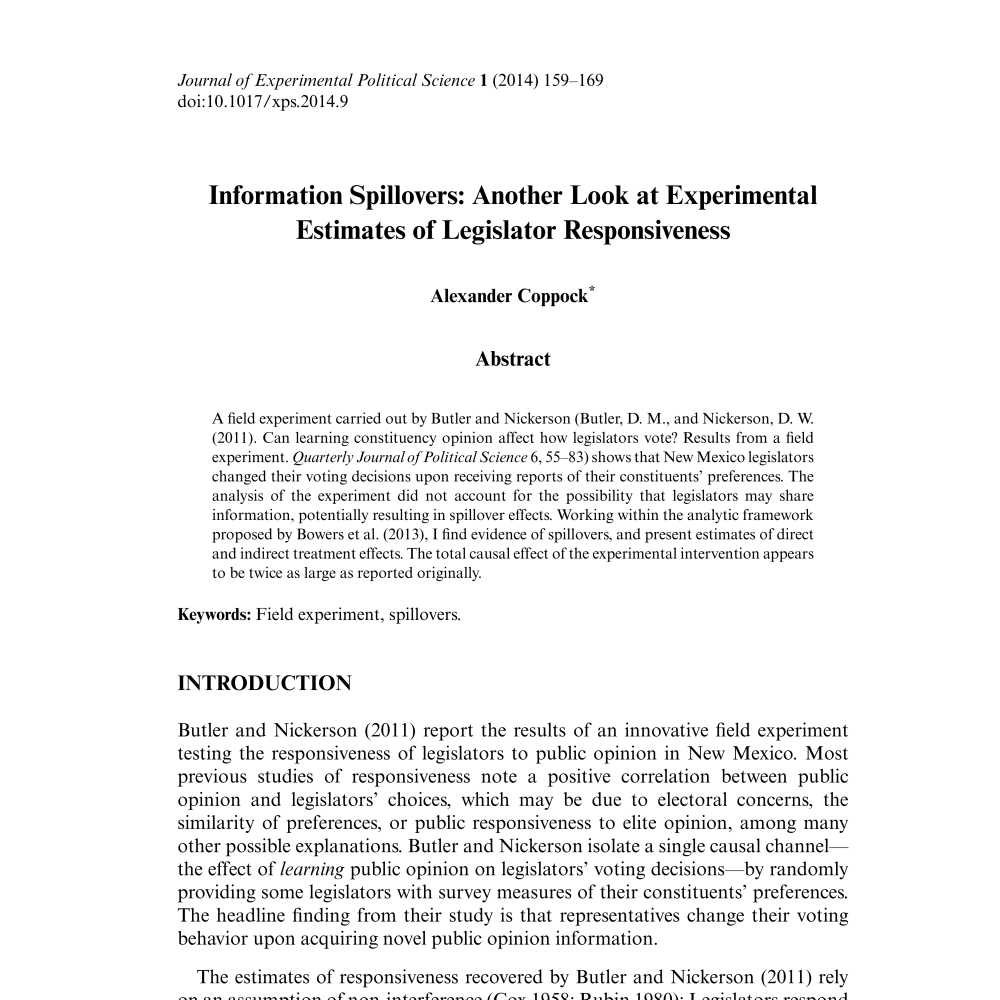 Journal of Experimental Political Science 1 (2014) 159–169
doi:10.1017/xps.2014.9
Information Spillovers: Another Look at Experimental
Estimates of Legislator Responsiveness
Alexander Coppock*
Abstract
A field experiment carried out by Butler and Nickerson (Butler, D. M., and Nickerson, D. W.
(2011). Can learning constituency opinion affect how legislators vote? Results from a field
experiment. Quarterly Journal of Political Science 6, 55–83) shows that New Mexico legislators
changed their voting decisions upon receiving reports of their constituents’ preferences. The
analysis of the experiment did not account for the possibility that legislators may share
information, potentially resulting in spillover effects. Working within the analytic framework
proposed by Bowers et al. (2013), I find evidence of spillovers, and present estimates of direct
and indirect treatment effects. The total causal effect of the experimental intervention appears
to be twice as large as reported originally.
Keywords: Field experiment, spillovers.
INTRODUCTION
Butler and Nickerson (2011) report the results of an innovative field experiment
testing the responsiveness of legislators to public opinion in New Mexico. Most
previous studies of responsiveness note a positive correlation between public
opinion and legislators’ choices, which may be due to electoral concerns, the
similarity of preferences, or public responsiveness to elite opinion, among many
other possible explanations. Butler and Nickerson isolate a single causal channel—
the effect of learning public opinion on legislators’ voting decisions—by randomly
providing some legislators with survey measures of their constituents’ preferences.
The headline finding from their study is that representatives change their voting
behavior upon acquiring novel public opinion information.
The estimates of responsiveness recovered by Butler and Nickerson (2011) rely
on an assumption of non-interference (Cox 1958; Rubin 1980): Legislators respond